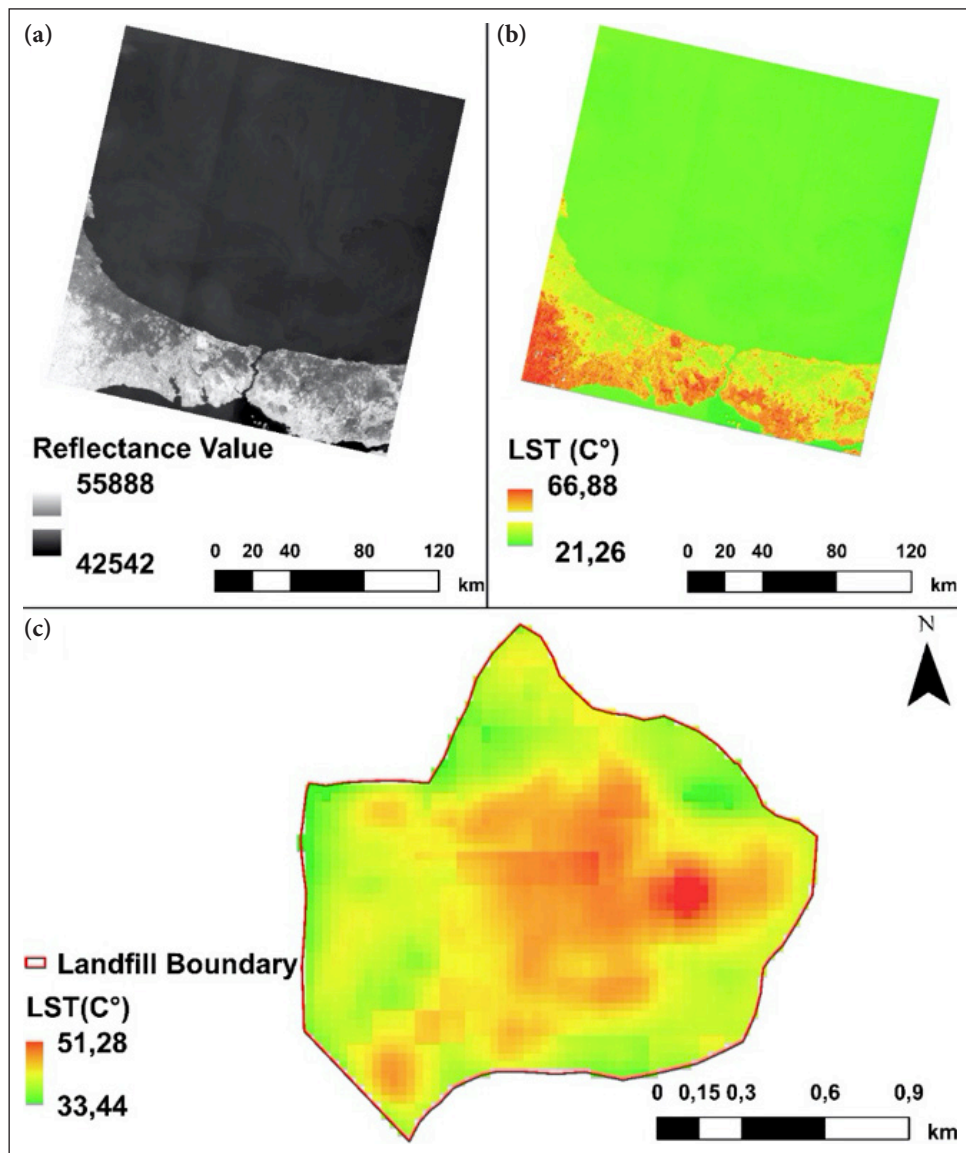 (a)
Reflectance Value
55888
42542
0 20 40 80 120
km
(b)
LST (C°)
66,88
21,26
0 20 40 80 120
km
(c)
N
Landfill Boundary
LST(C°)
51,28
33,44
0 0,15 0,3 0,6 0,9
km